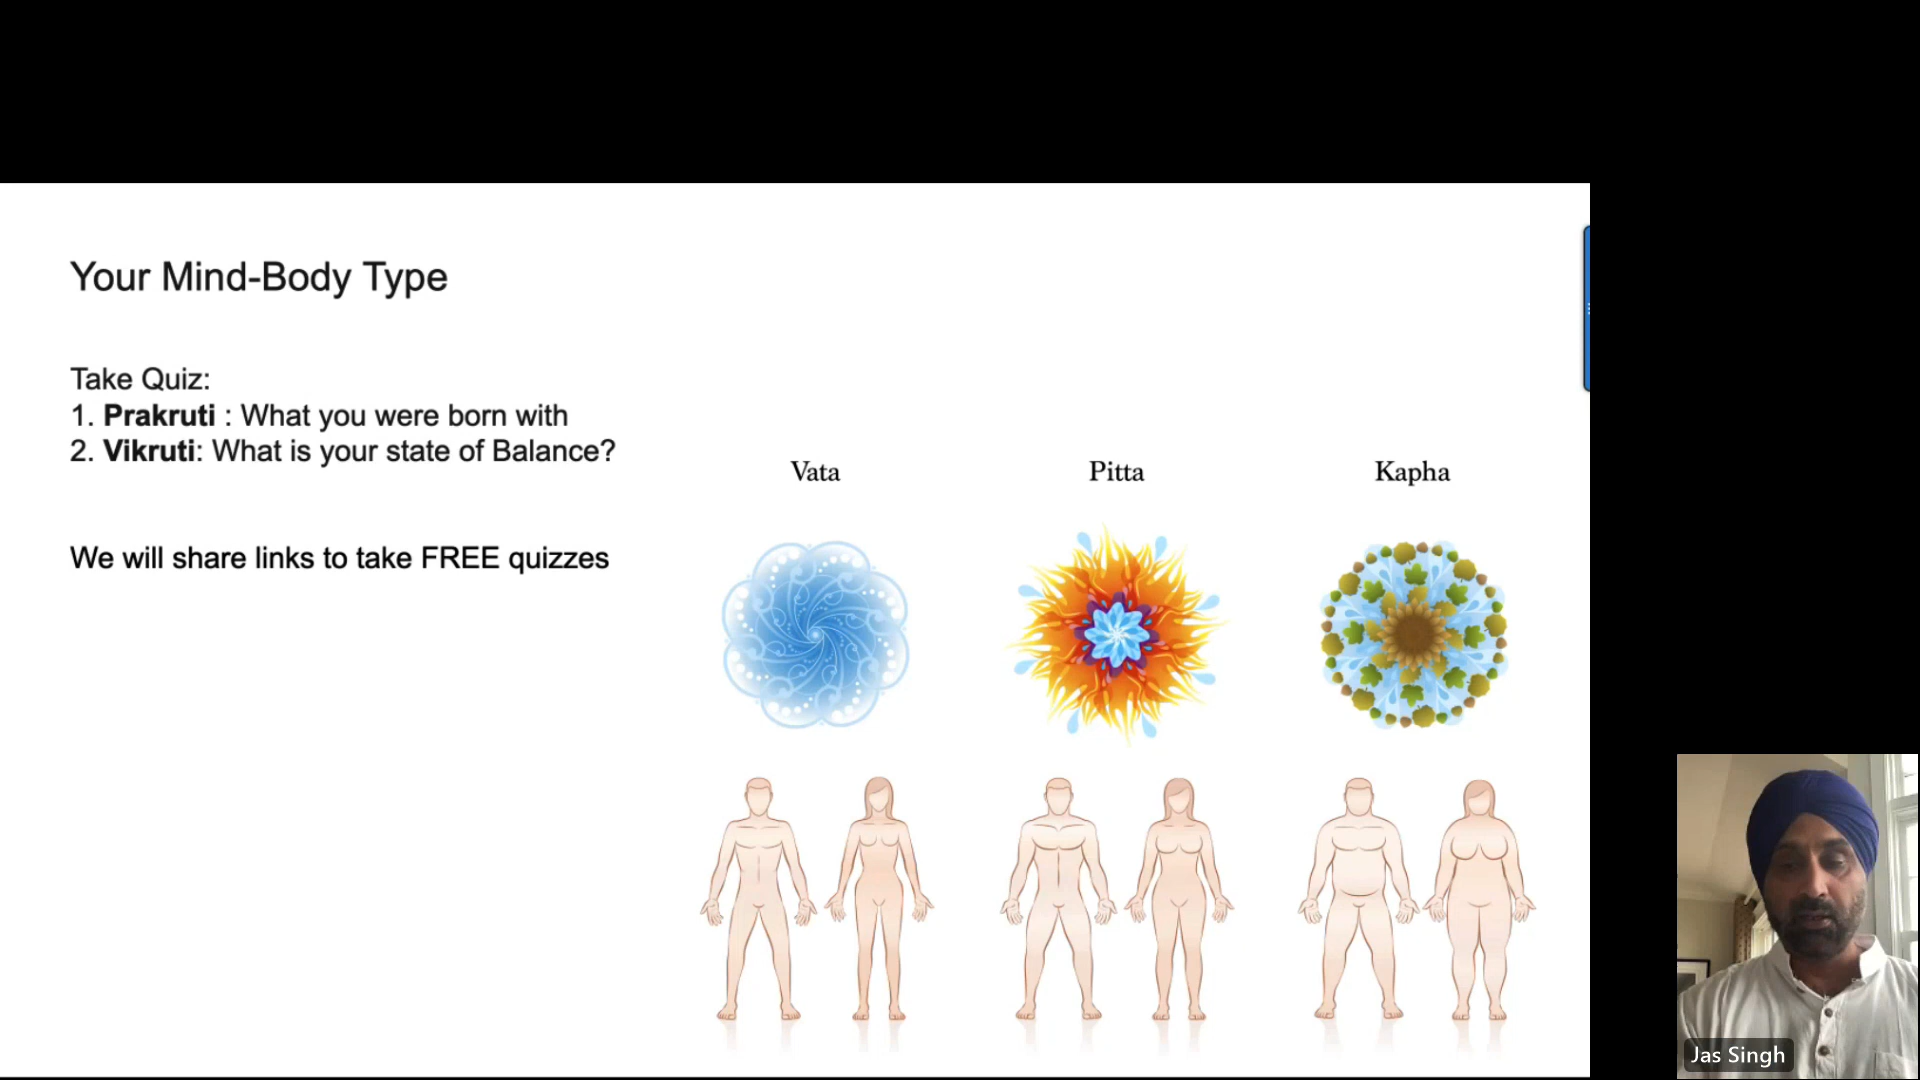 Your Mind-Body Type
Take Quiz:
1. Prakruti : What you were born with
2. Vikruti: What is your state of Balance?
We will share links to take FREE quizzes
Vata
Pitta
Kapha
Jas Singh